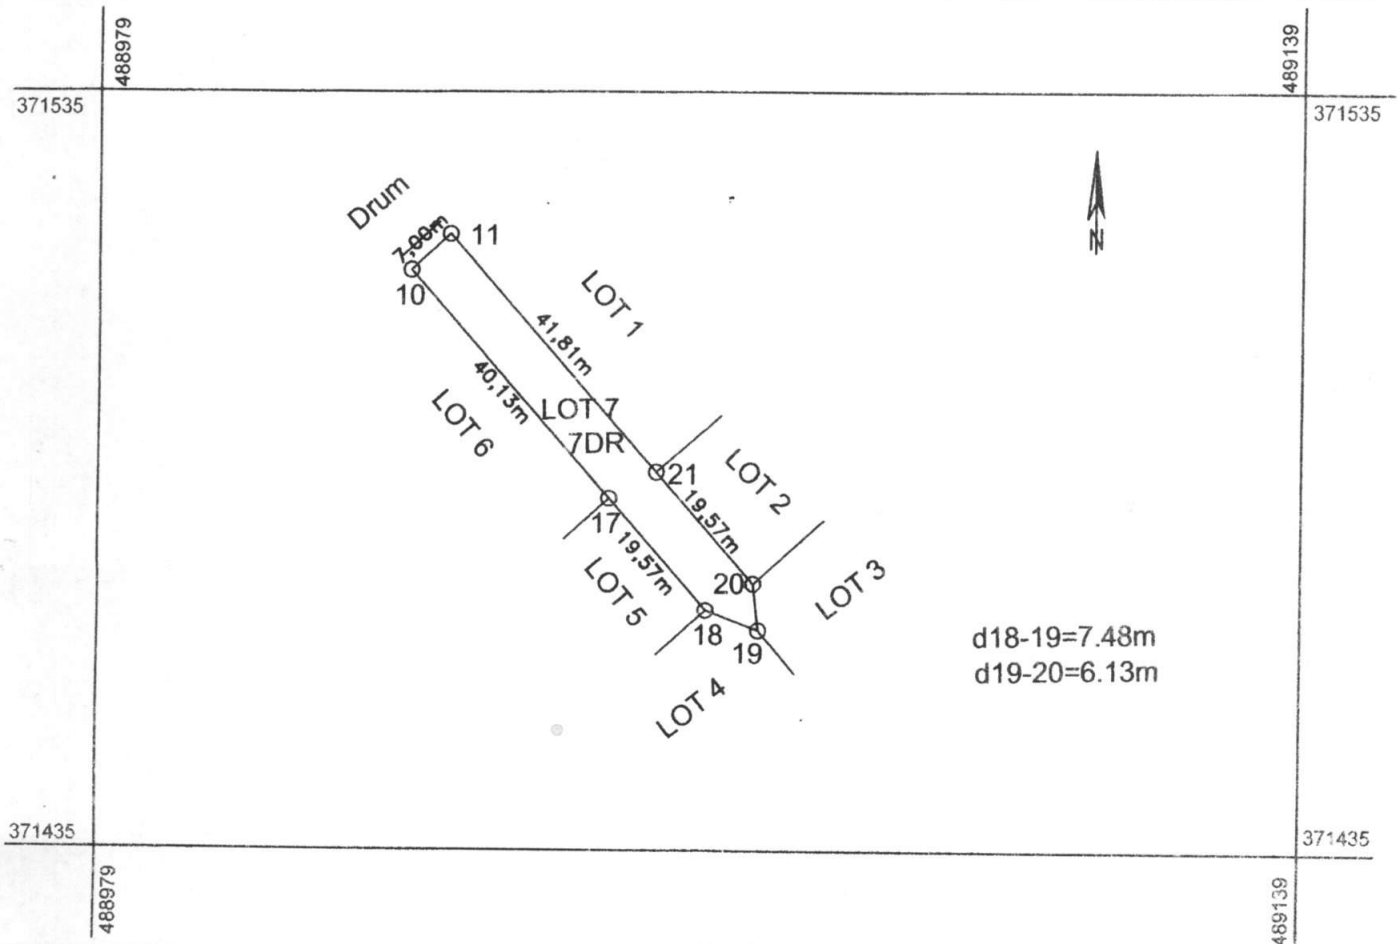 488979
489139
371535
371535
Drum
7,00m
11
10
N
LOT 1
41,81m
40,13m
LOT 6
LOT 7
7DR
21
LOT 2
19,57m
17
19,57m
LOT 5
20
LOT 3
18
19
LOT 4
d18-19=7.48m
d19-20=6.13m
371435
371435
488979
489139